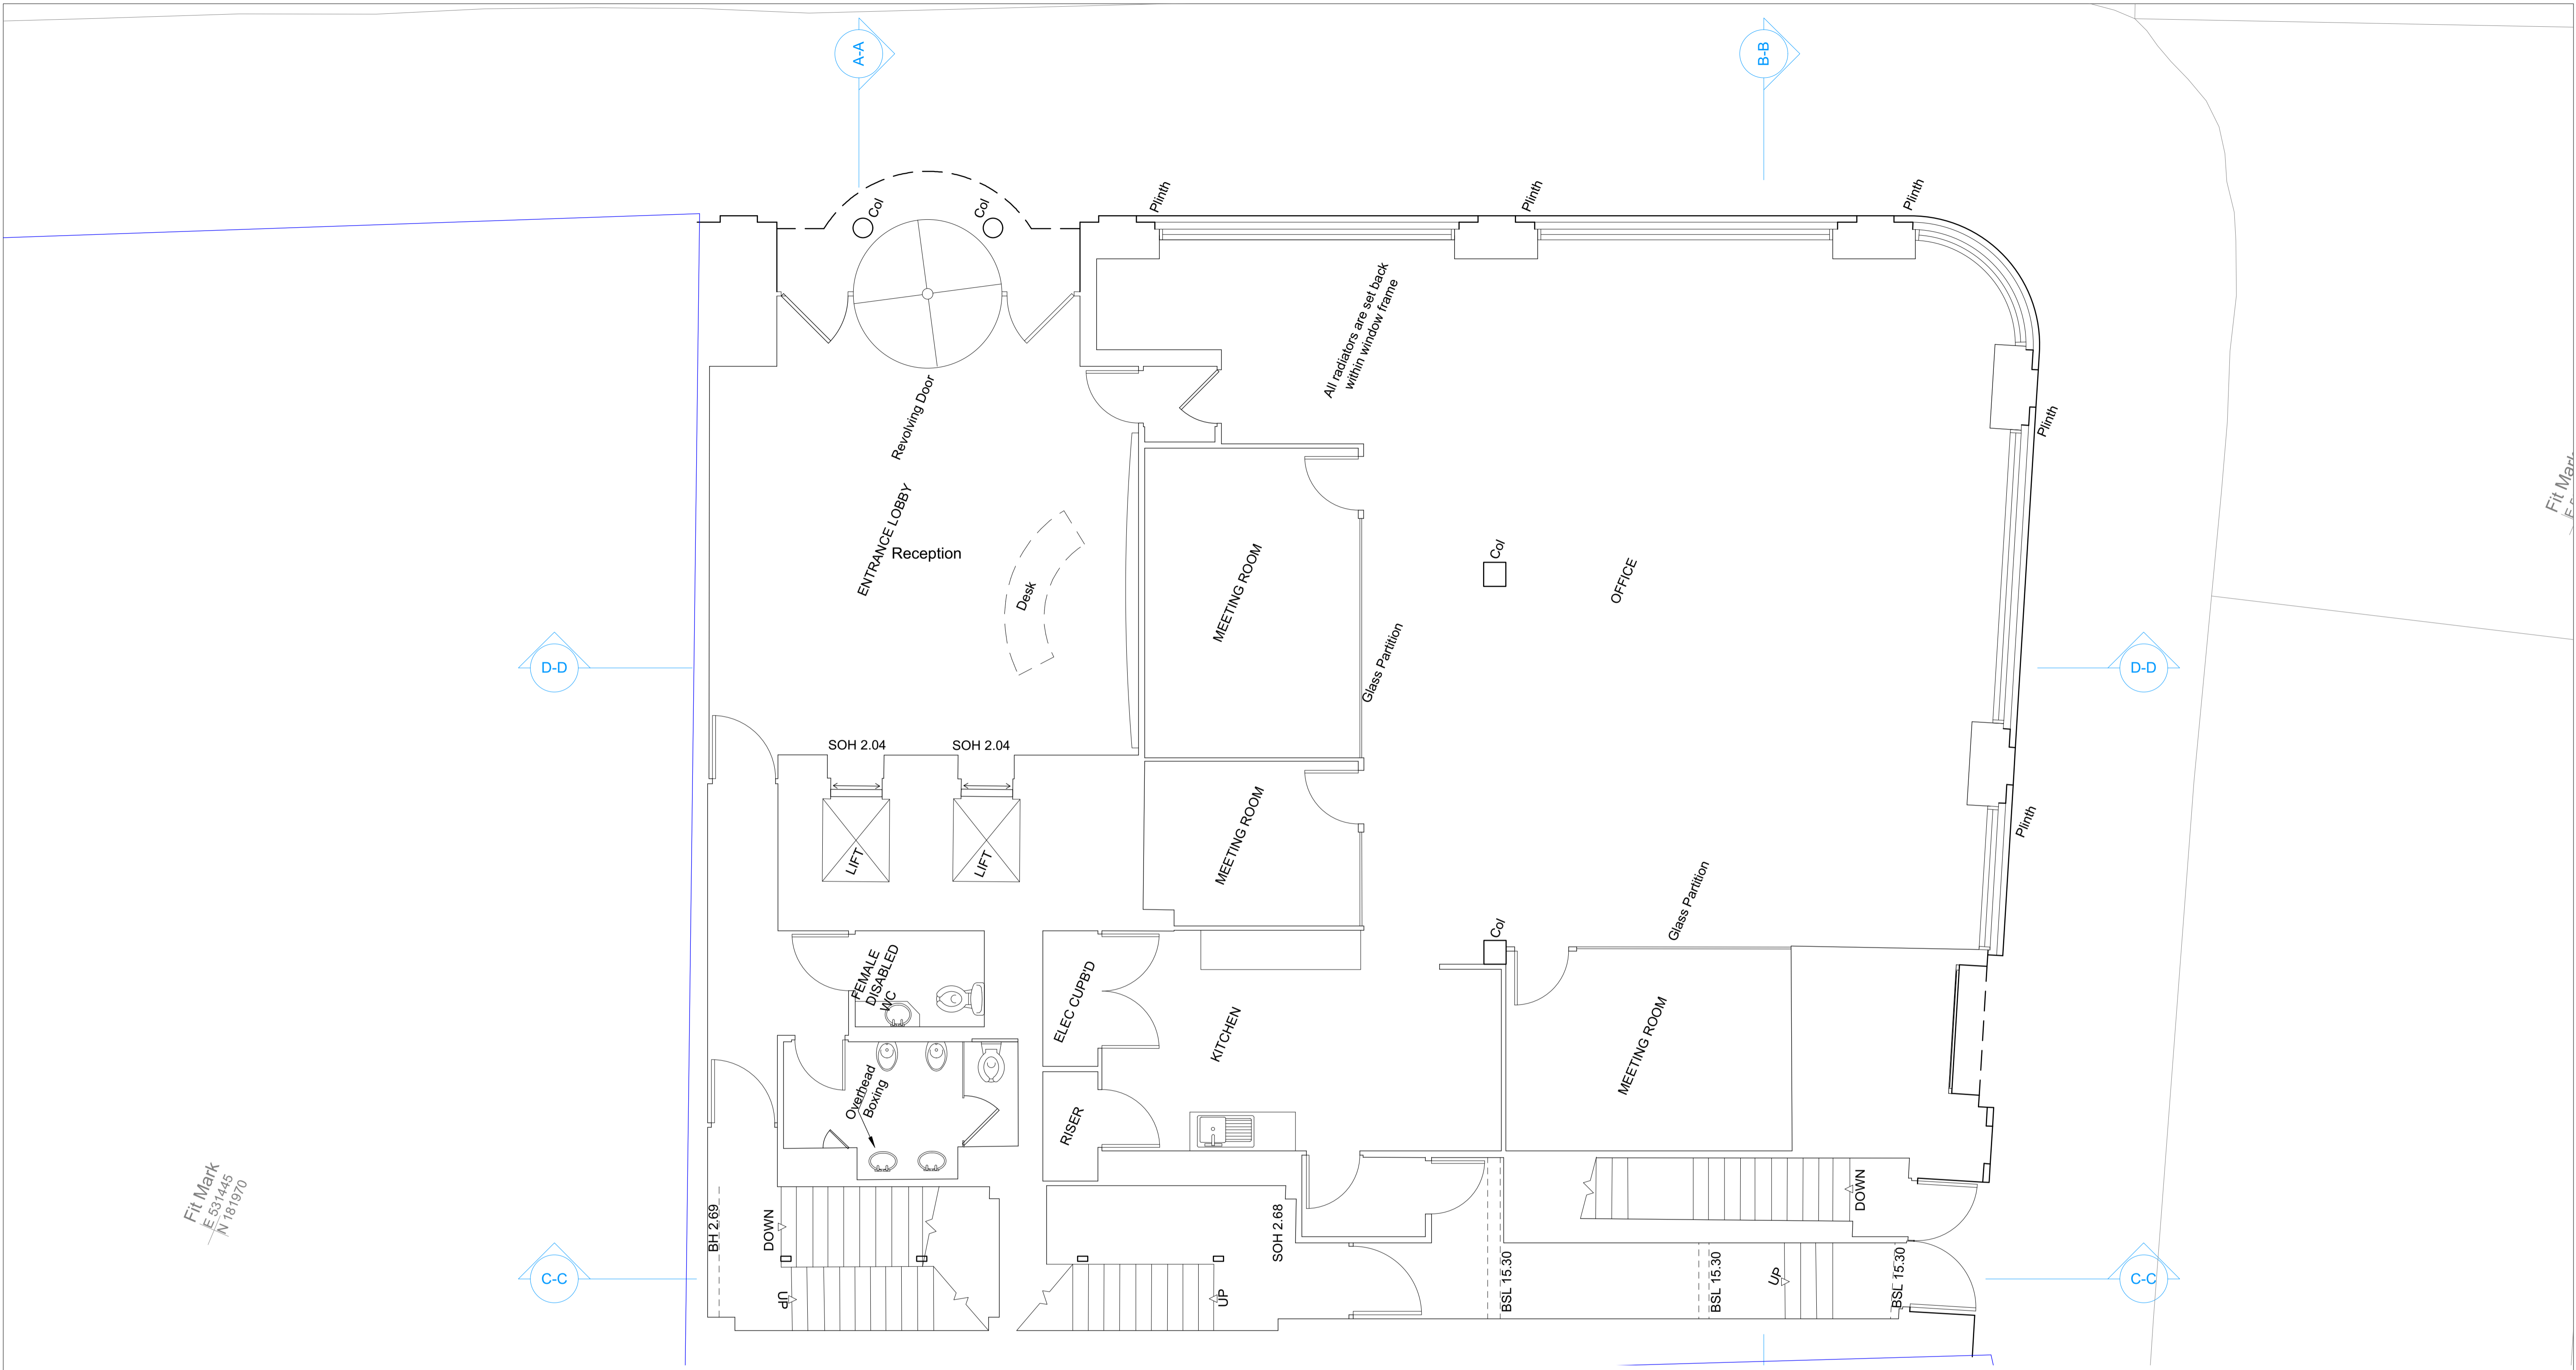 A-A
B-B
Col
Col
Plinth
Plinth
Plinth
All radiators are set back
within window frame
Revolving Door
Plinth
Fit Mark
ENTRANCE LOBBY
Reception
Desk
MEETING ROOM
Col
OFFICE
Glass Partition
D-D
D-D
SOH 2.04
SOH 2.04
LIFT
LIFT
MEETING ROOM
Plinth
Glass Partition
Col
FEMALE
DISABLED
WC
ELEC CUPB'D
KITCHEN
MEETING ROOM
Overhead
Boxing
RISER
Fit Mark
E 531445
N 181970
BH 2.69
DOWN
SOH 2.68
DOWN
C-C
UP
UP
BSL 15.30
BSL 15.30
UP
BSL 15.30
C-C